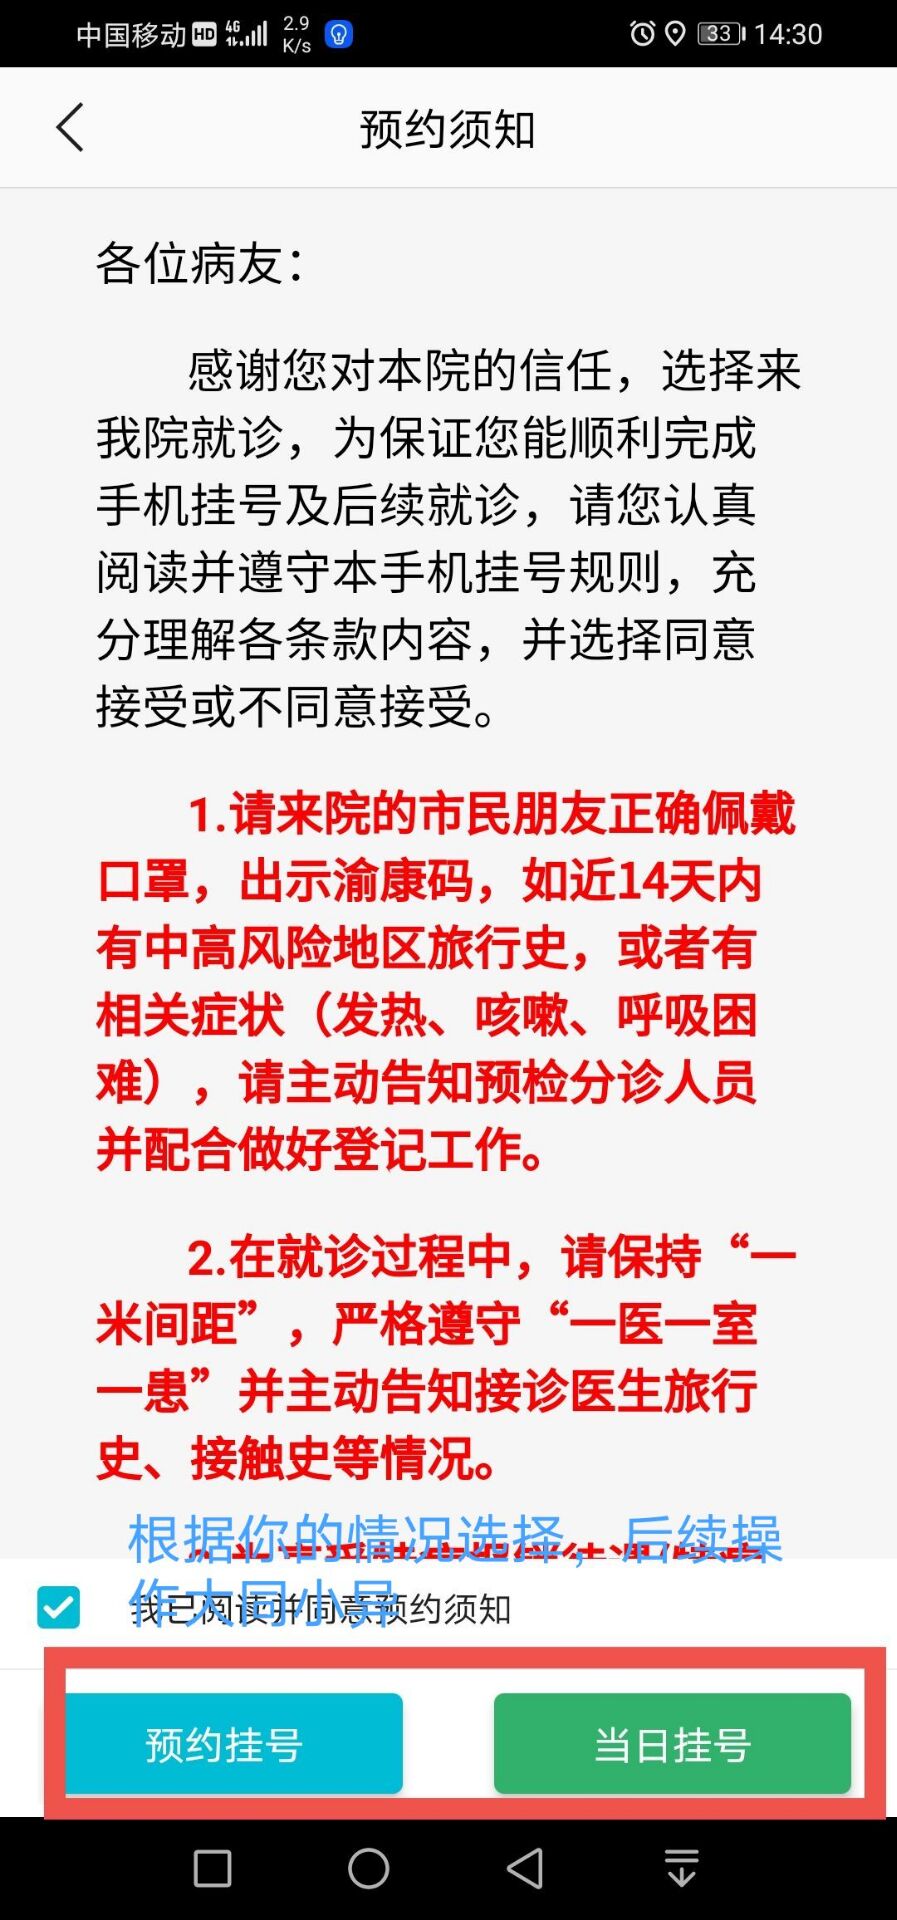 中国移动 HD 4G 2.9 K/s 33 14:30
预约须知
各位病友：
感谢您对本院的信任，选择来
我院就诊，为保证您能顺利完成
手机挂号及后续就诊，请您认真
阅读并遵守本手机挂号规则，充
分理解各条款内容，并选择同意
接受或不同意接受。
1.请来院的市民朋友正确佩戴
口罩，出示渝康码，如近14天内
有中高风险地区旅行史，或者有
相关症状（发热、咳嗽、呼吸困
难），请主动告知预检分诊人员
并配合做好登记工作。
2.在就诊过程中，请保持“一
米间距”，严格遵守“一医一室
一患”并主动告知接诊医生旅行
史、接触史等情况。
根据你的情况选择，后续操
作大同小异
我已阅读并同意预约须知
预约挂号
当日挂号